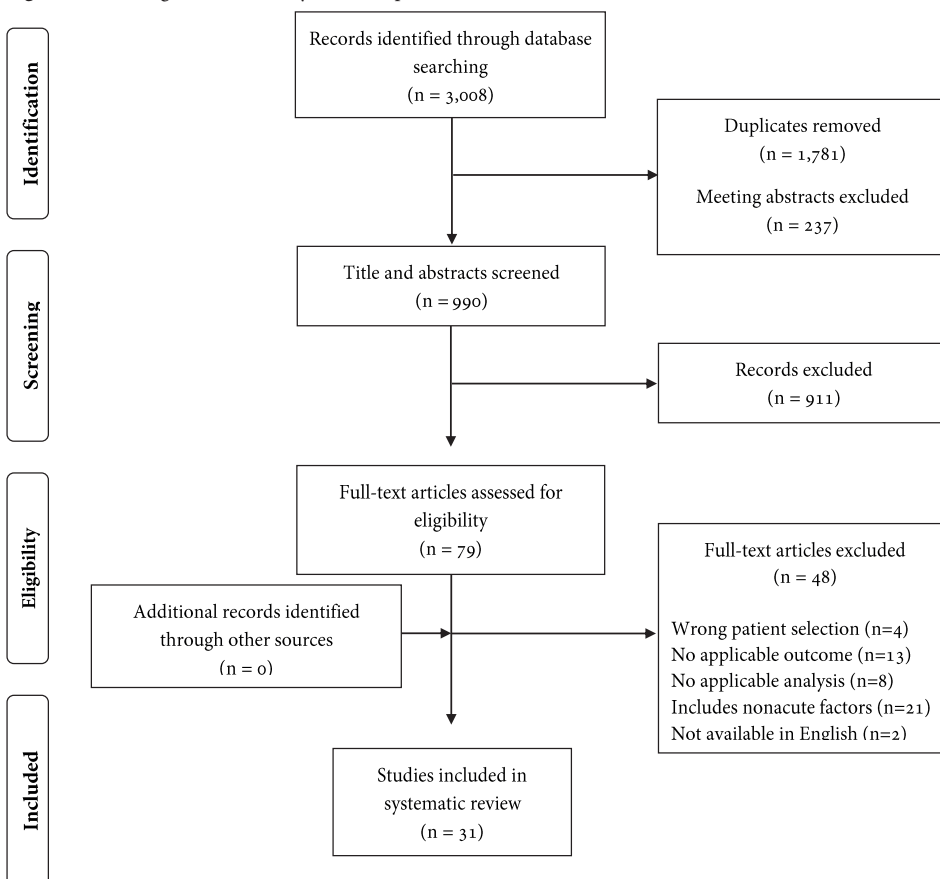 Identification
Records identified through database
searching
(n = 3,008)
Duplicates removed
(n = 1,781)
Meeting abstracts excluded
(n = 237)
Screening
Title and abstracts screened
(n = 990)
Records excluded
(n = 911)
Eligibility
Full-text articles assessed for
eligibility
(n = 79)
Additional records identified
through other sources
(n = 0)
Full-text articles excluded
(n = 48)
Wrong patient selection (n=4)
No applicable outcome (n=13)
No applicable analysis (n=8)
Includes nonacute factors (n=21)
Not available in English (n=2)
Included
Studies included in
systematic review
(n = 31)